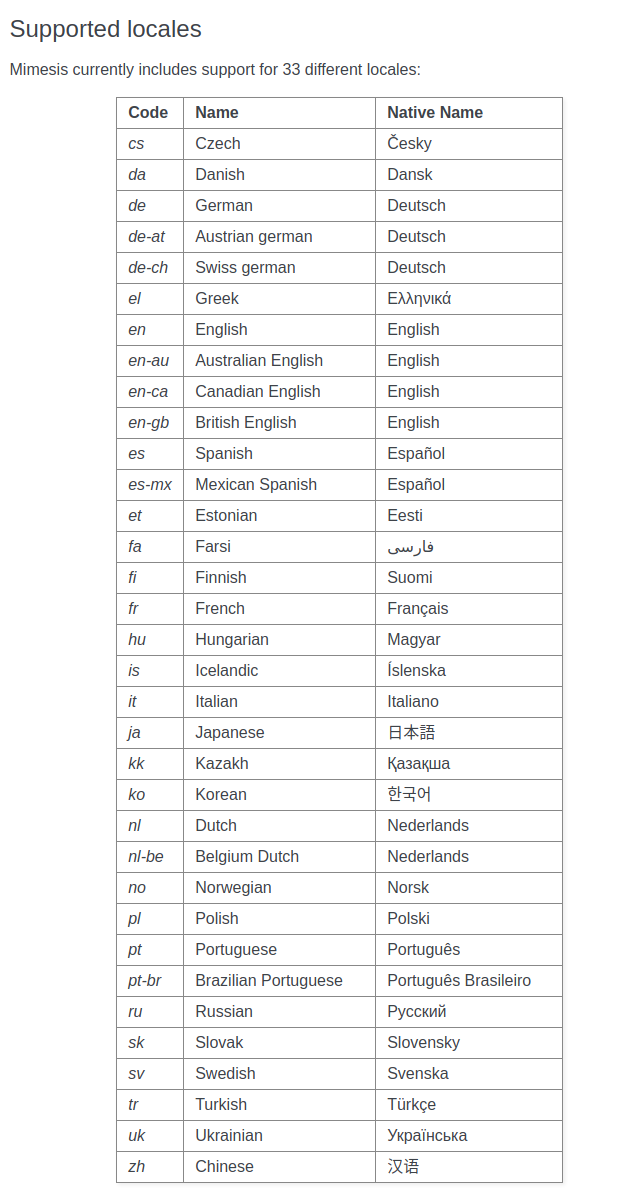 Supported locales
Mimesis currently includes support for 33 different locales:
Code Name Native Name
cs Czech Česky
da Danish Dansk
de German Deutsch
de-at Austrian german Deutsch
de-ch Swiss german Deutsch
el Greek Ελληνικά
en English English
en-au Australian English English
en-ca Canadian English English
en-gb British English English
es Spanish Español
es-mx Mexican Spanish Español
et Estonian Eesti
fa Farsi فارسی
fi Finnish Suomi
fr French Français
hu Hungarian Magyar
is Icelandic Íslenska
it Italian Italiano
ja Japanese 日本語
kk Kazakh Қазақша
ko Korean 한국어
nl Dutch Nederlands
nl-be Belgium Dutch Nederlands
no Norwegian Norsk
pl Polish Polski
pt Portuguese Português
pt-br Brazilian Portuguese Português Brasileiro
ru Russian Русский
sk Slovak Slovensky
sv Swedish Svenska
tr Turkish Türkçe
uk Ukrainian Українська
zh Chinese 汉语